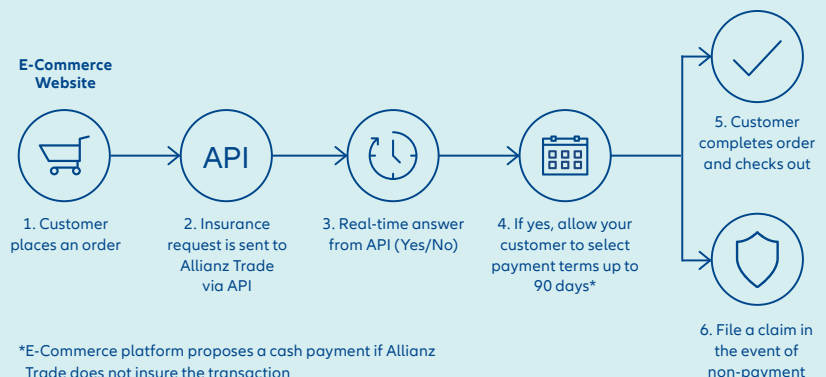 E-Commerce
Website
API
1. Customer
places an order
2. Insurance
request is sent to
Allianz Trade
via API
3. Real-time answer
from API (Yes/No)
4. If yes, allow your
customer to select
payment terms up to
90 days*
5. Customer
completes order
and checks out
6. File a claim in
the event of
non-payment
*E-Commerce platform proposes a cash payment if Allianz
Trade does not insure the transaction